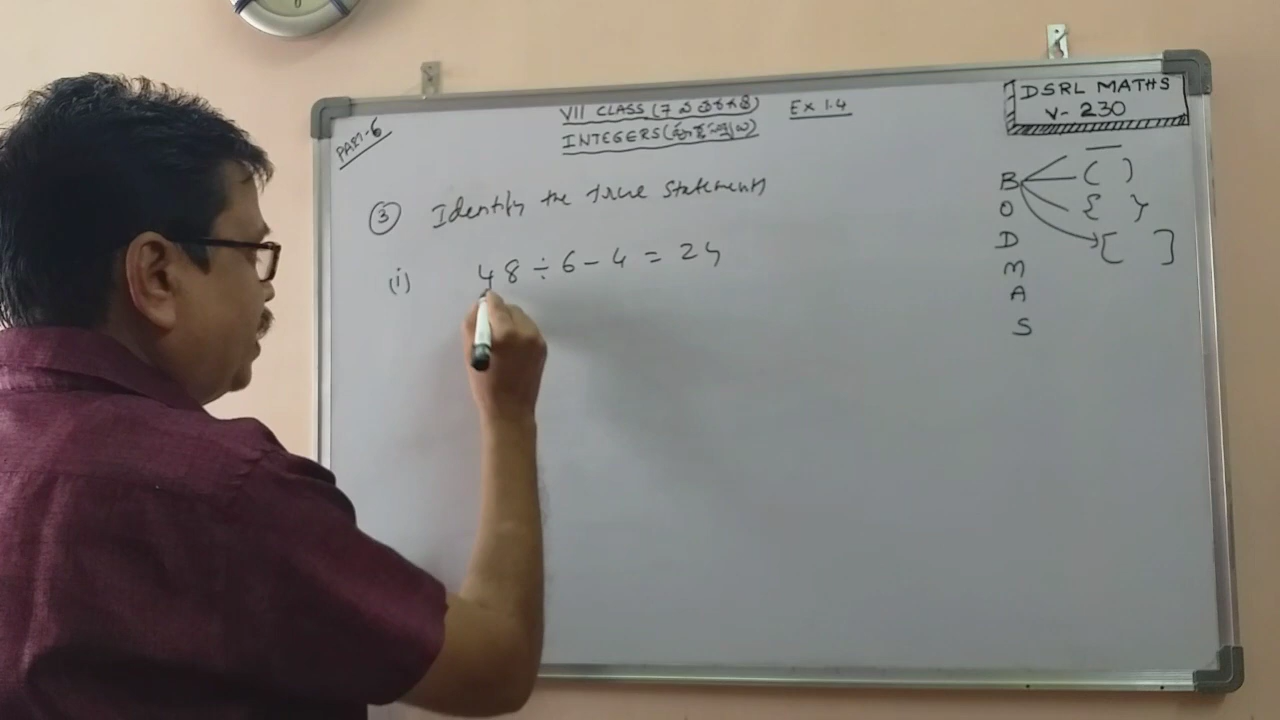 PART-6
VII CLASS (7 వ తరగతి) Ex 1.4
INTEGERS (పూర్ణసంఖ్యలు)
DSRL MATHS
V- 230
③ Identify the true statements
(i) 48 ÷ 6 - 4 = 24
B ( )
O { }
D [ ]
M
A
S